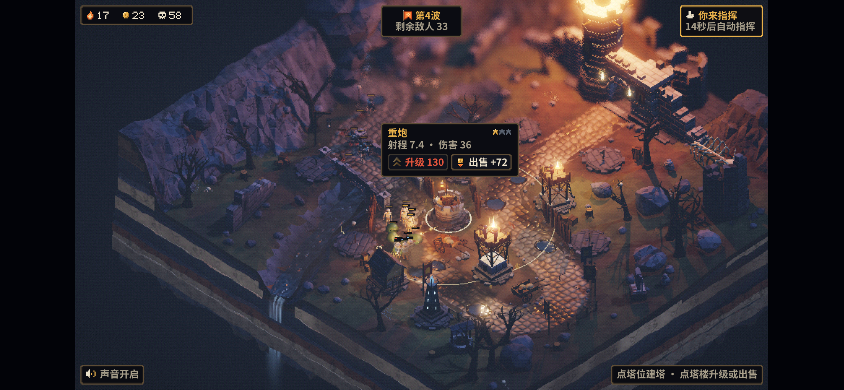 17 23 58
第4波
剩余敌人 33
你来指挥
14秒后自动指挥
重炮
射程 7.4 · 伤害 36
升级 130 出售 +72
声音开启
点塔位建塔 · 点塔楼升级或出售